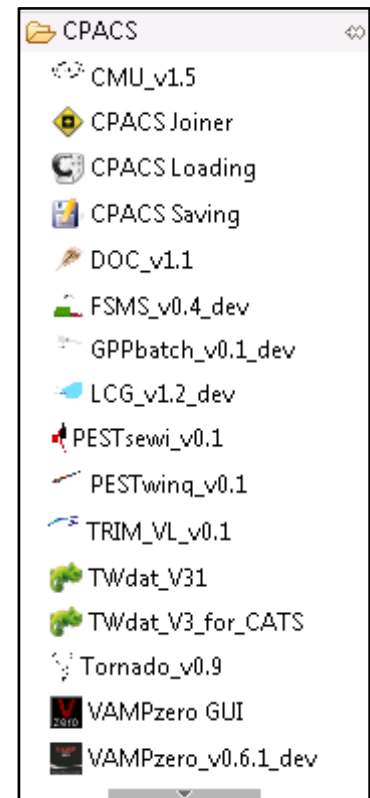 CPACS
CMU_v1.5
CPACS Joiner
CPACS Loading
CPACS Saving
DOC_v1.1
FSMS_v0.4_dev
GPPbatch_v0.1_dev
LCG_v1.2_dev
PESTsewi_v0.1
PESTwing_v0.1
TRIM_VL_v0.1
TWdat_V31
TWdat_V3_for_CATS
Tornado_v0.9
VAMPzero GUI
VAMPzero_v0.6.1_dev